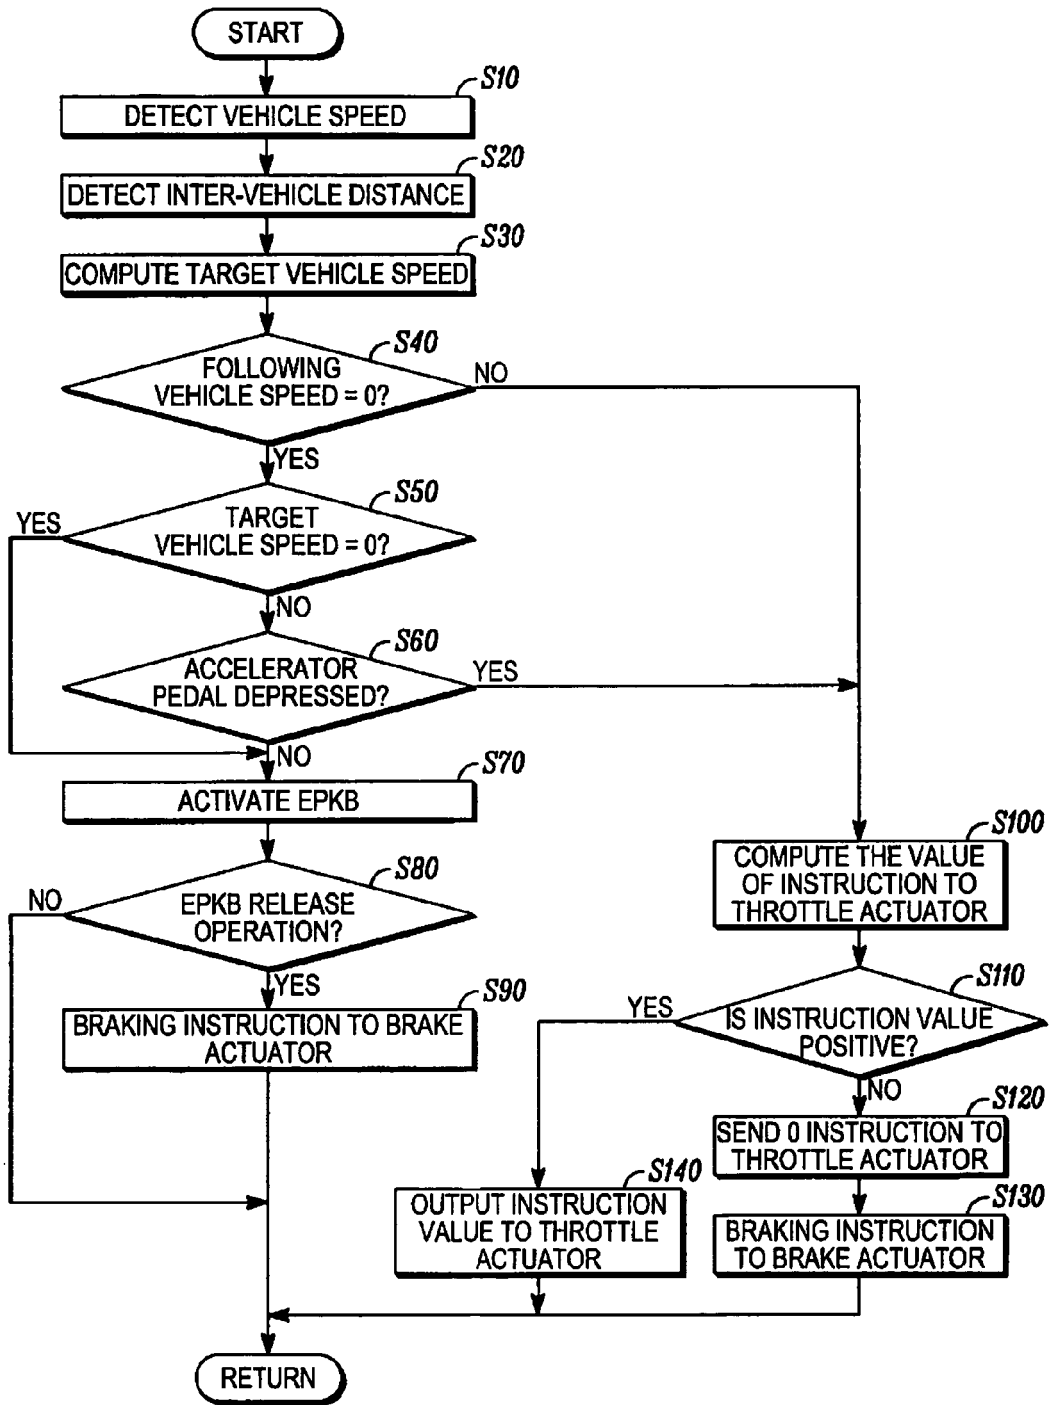 START
S10
DETECT VEHICLE SPEED
S20
DETECT INTER-VEHICLE DISTANCE
S30
COMPUTE TARGET VEHICLE SPEED
S40
FOLLOWING
VEHICLE SPEED = 0?
NO
YES
S50
YES
TARGET
VEHICLE SPEED = 0?
NO
S60
ACCELERATOR
PEDAL DEPRESSED?
YES
NO
S70
ACTIVATE EPKB
S80
NO
EPKB RELEASE
OPERATION?
YES
S90
BRAKING INSTRUCTION TO BRAKE
ACTUATOR
S100
COMPUTE THE VALUE
OF INSTRUCTION TO
THROTTLE ACTUATOR
S110
YES
IS INSTRUCTION VALUE
POSITIVE?
NO
S120
SEND 0 INSTRUCTION TO
THROTTLE ACTUATOR
S140
OUTPUT INSTRUCTION
VALUE TO THROTTLE
ACTUATOR
S130
BRAKING INSTRUCTION
TO BRAKE ACTUATOR
RETURN